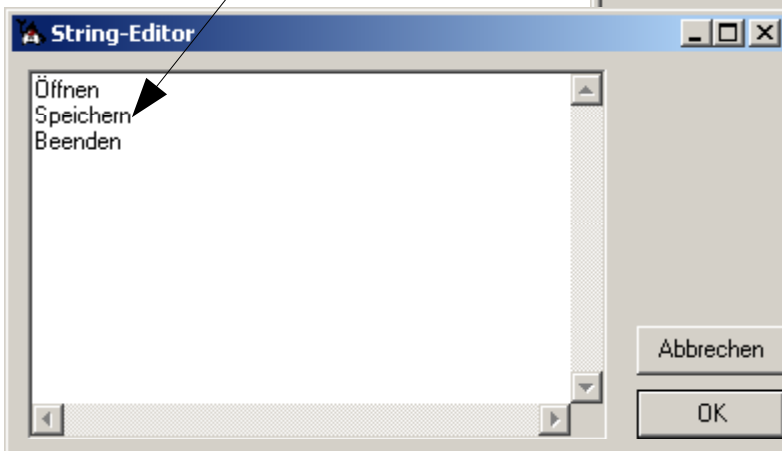 String-Editor
Öffnen
Speichern
Beenden
Abbrechen
OK